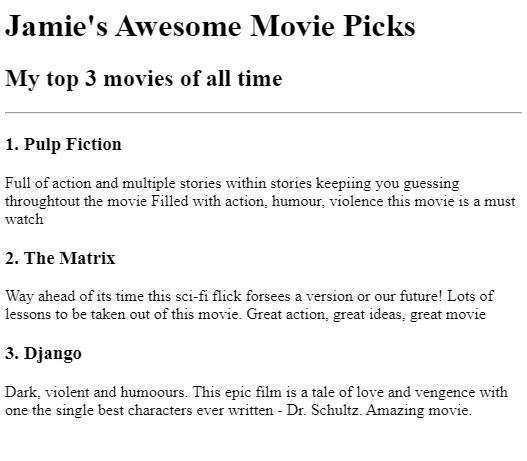 Jamie's Awesome Movie Picks
My top 3 movies of all time
1. Pulp Fiction
Full of action and multiple stories within stories keepiing you guessing
throughtout the movie Filled with action, humour, violence this movie is a must
watch
2. The Matrix
Way ahead of its time this sci-fi flick forsees a version or our future! Lots of
lessons to be taken out of this movie. Great action, great ideas, great movie
3. Django
Dark, violent and humoours. This epic film is a tale of love and vengence with
one the single best characters ever written - Dr. Schultz. Amazing movie.